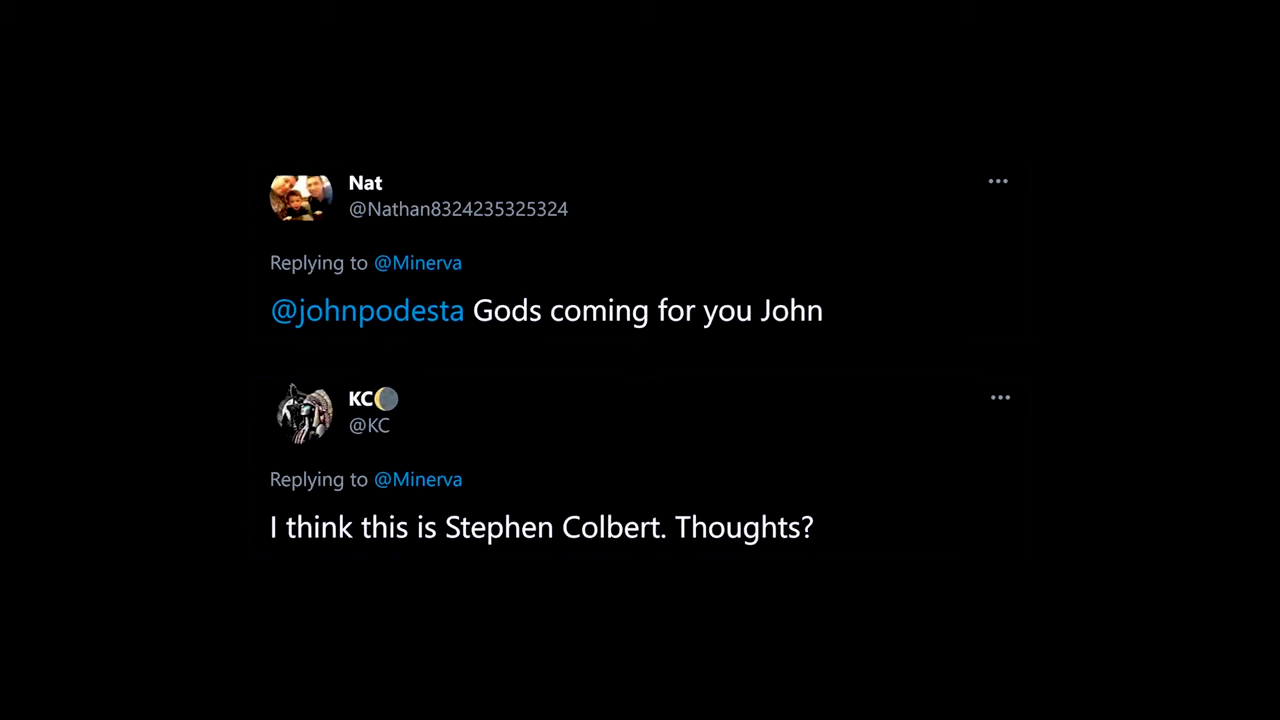 Nat
@Nathan8324235325324
Replying to @Minerva
@johnpodesta Gods coming for you John
KC
@KC
Replying to @Minerva
I think this is Stephen Colbert. Thoughts?